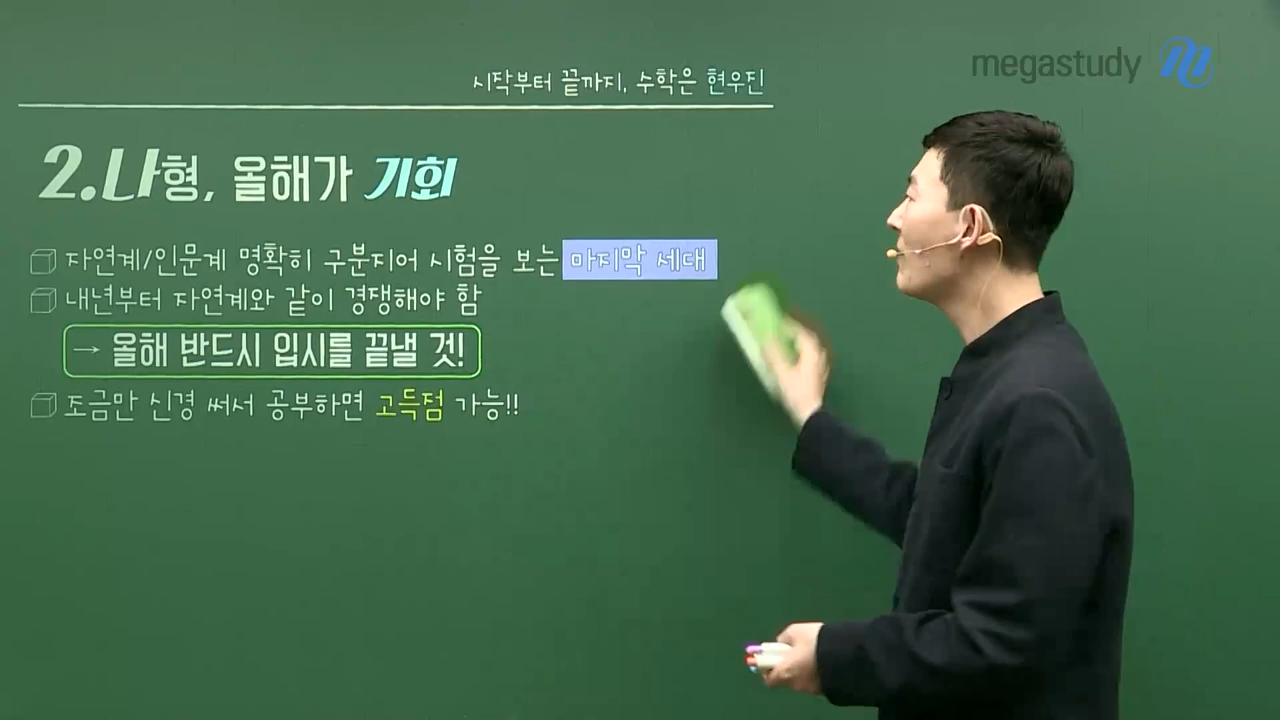 megastudy
시작부터 끝까지, 수학은 현우진
2.나형, 올해가 기회
자연계/인문계 명확히 구분지어 시험을 보는 마지막 세대
내년부터 자연계와 같이 경쟁해야 함
→ 올해 반드시 입시를 끝낼 것!
조금만 신경 써서 공부하면 고득점 가능!!